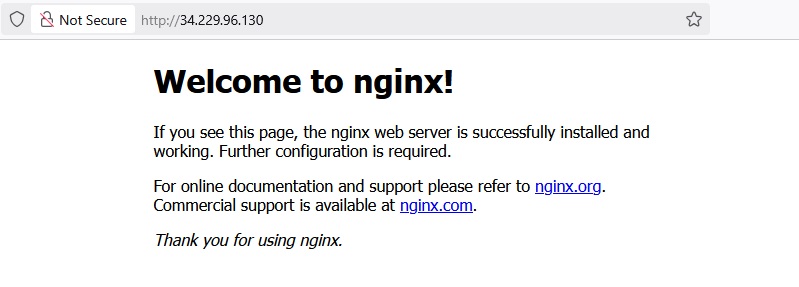 Not Secure http://34.229.96.130
Welcome to nginx!
If you see this page, the nginx web server is successfully installed and
working. Further configuration is required.
For online documentation and support please refer to nginx.org.
Commercial support is available at nginx.com.
Thank you for using nginx.